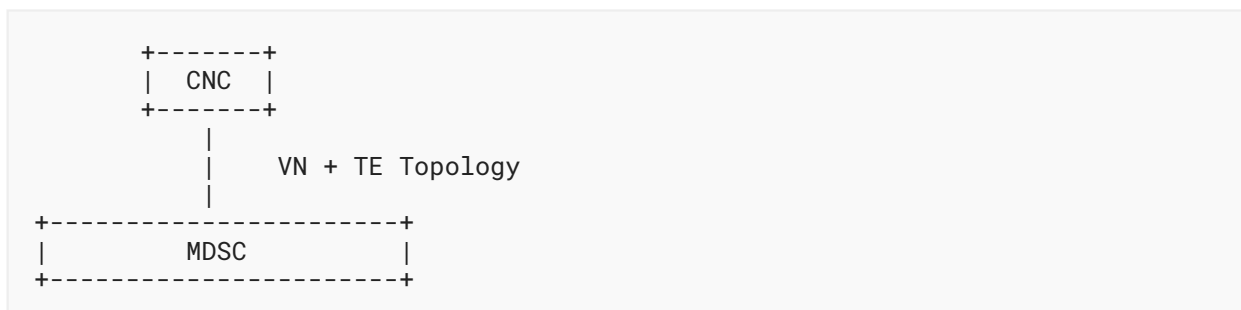 +-------+
|  CNC  |
+-------+
|
|    VN + TE Topology
|
+-----------------------+
|         MDSC          |
+-----------------------+